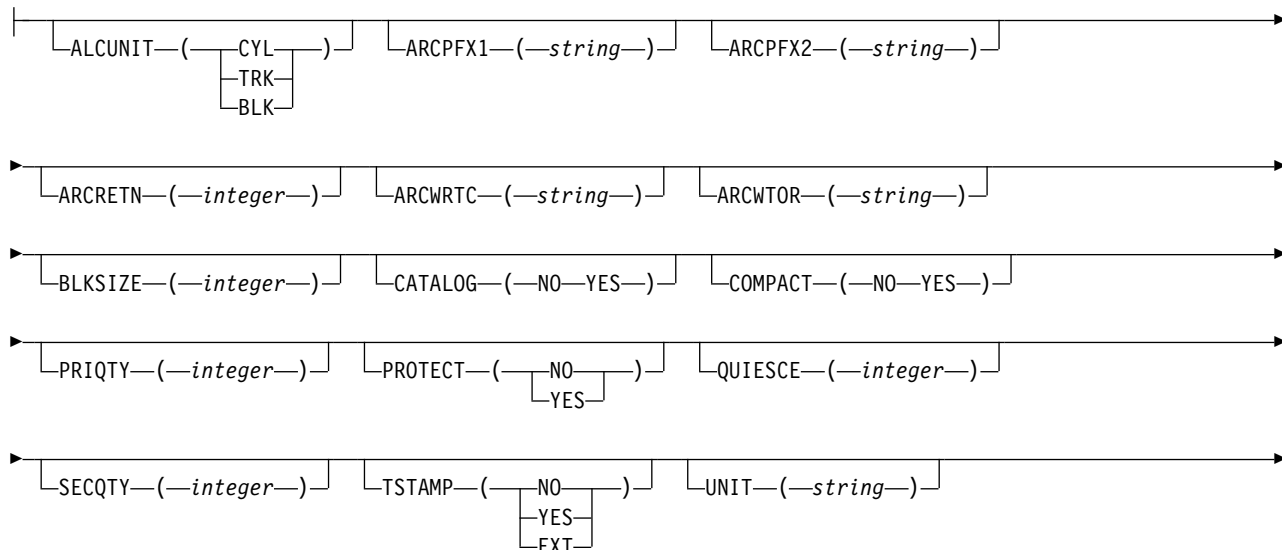 ALCUNIT ( CYL ) ARCPFX1 ( string ) ARCPFX2 ( string )
TRK
BLK
ARCRETN ( integer ) ARCWRTC ( string ) ARCWTOR ( string )
BLKSIZE ( integer ) CATALOG ( NO YES ) COMPACT ( NO YES )
PRIQTY ( integer ) PROTECT ( NO ) QUIESCE ( integer )
YES
SECQTY ( integer ) TSTAMP ( NO ) UNIT ( string )
YES
EXT